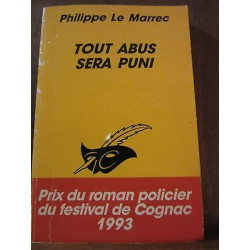 Philippe Le Marrec
TOUT ABUS
SERA PUNI
Prix du roman policier
du festival de Cognac
1993